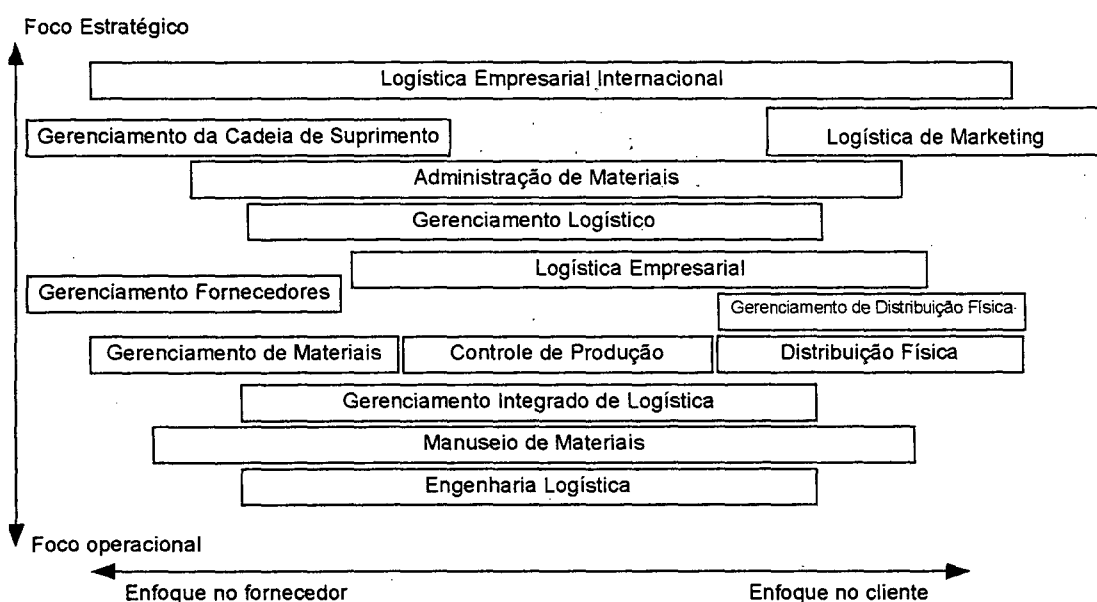 Foco Estratégico
Logística Empresarial Internacional
Gerenciamento da Cadeia de Suprimento
Logística de Marketing
Administração de Materiais
Gerenciamento Logístico
Logística Empresarial
Gerenciamento Fornecedores
Gerenciamento de Distribuição Física
Gerenciamento de Materiais
Controle de Produção
Distribuição Física
Gerenciamento Integrado de Logística
Manuseio de Materiais
Engenharia Logística
Foco operacional
Enfoque no fornecedor
Enfoque no cliente